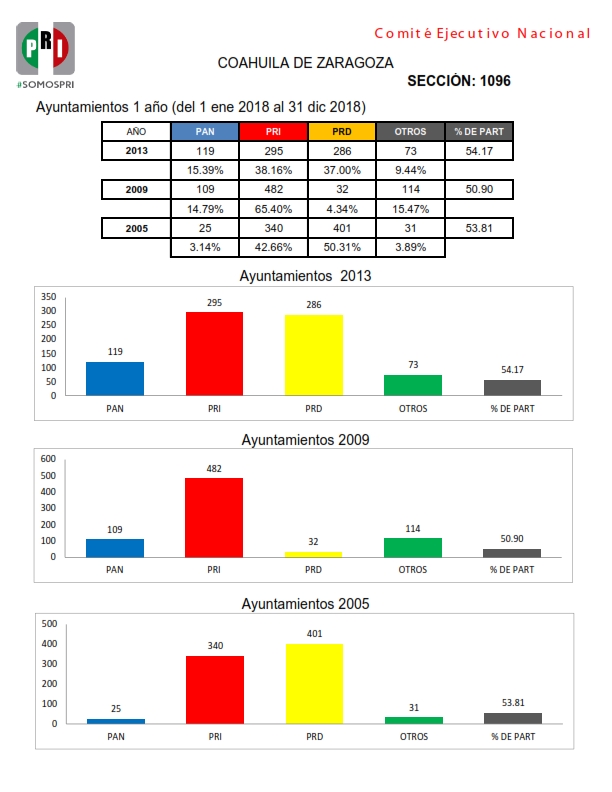 Comité Ejecutivo Nacional
PRI
#SOMOSPRI
COAHUILA DE ZARAGOZA
SECCIÓN: 1096
Ayuntamientos 1 año (del 1 ene 2018 al 31 dic 2018)
AÑO PAN PRI PRD OTROS % DE PART
2013 119 295 286 73 54.17
15.39% 38.16% 37.00% 9.44%
2009 109 482 32 114 50.90
14.79% 65.40% 4.34% 15.47%
2005 25 340 401 31 53.81
3.14% 42.66% 50.31% 3.89%
Ayuntamientos 2013
350
300
250
200
150
100
50
0
119 295 286 73 54.17
PAN PRI PRD OTROS % DE PART
Ayuntamientos 2009
600
500
400
300
200
100
0
109 482 32 114 50.90
PAN PRI PRD OTROS % DE PART
Ayuntamientos 2005
500
400
300
200
100
0
25 340 401 31 53.81
PAN PRI PRD OTROS % DE PART